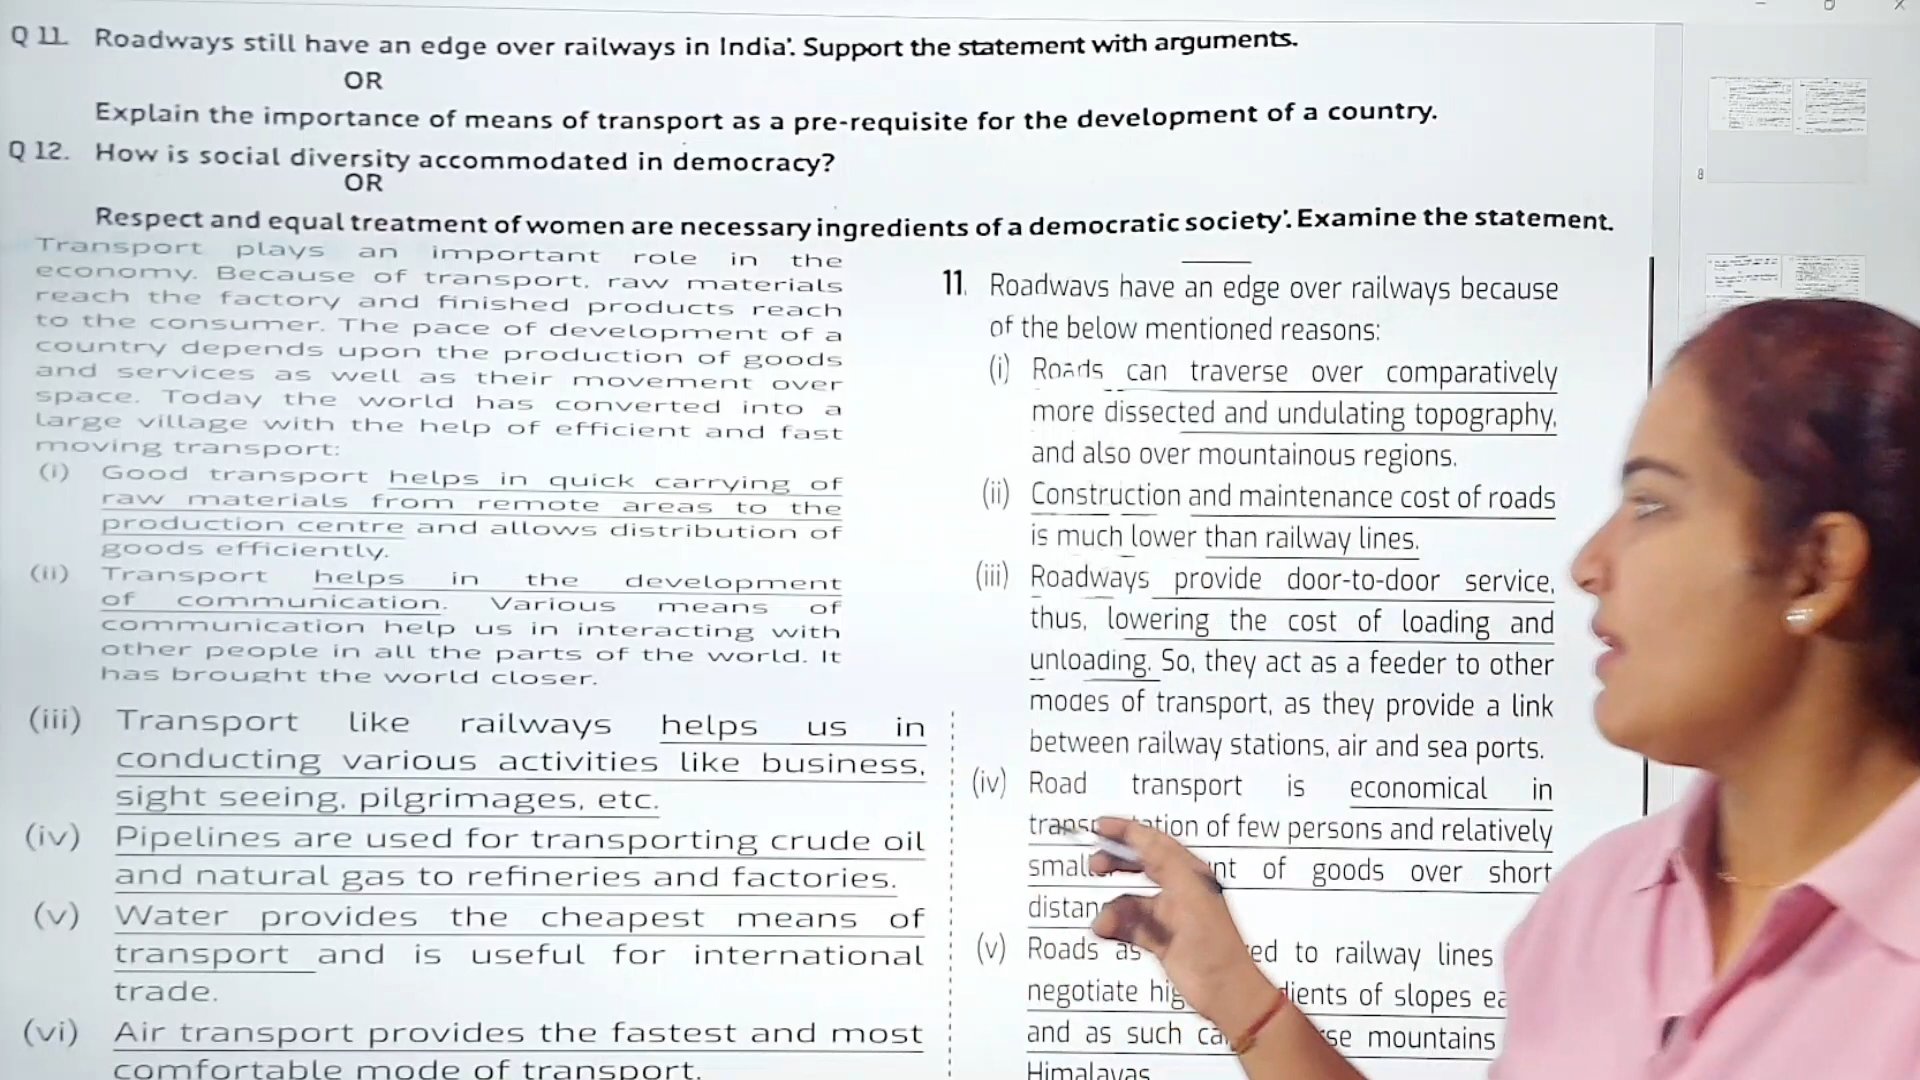 Q 11. Roadways still have an edge over railways in India'. Support the statement with arguments.
OR
Explain the importance of means of transport as a pre-requisite for the development of a country.
Q 12. How is social diversity accommodated in democracy?
OR
Respect and equal treatment of women are necessary ingredients of a democratic society'. Examine the statement.
Transport plays an important role in the
economy. Because of transport, raw materials
reach the factory and finished products reach
to the consumer. The pace of development of a
country depends upon the production of goods
and services as well as their movement over
space. Today the world has converted into a
large village with the help of efficient and fast
moving transport:
(i) Good transport helps in quick carrying of
raw materials from remote areas to the
production centre and allows distribution of
goods efficiently.
(ii) Transport helps in the development
of communication. Various means of
communication help us in interacting with
other people in all the parts of the world. It
has brought the world closer.
(iii) Transport like railways helps us in
conducting various activities like business,
sight seeing, pilgrimages, etc.
(iv) Pipelines are used for transporting crude oil
and natural gas to refineries and factories.
(v) Water provides the cheapest means of
transport and is useful for international
trade.
(vi) Air transport provides the fastest and most
comfortable mode of transport.
11. Roadways have an edge over railways because
of the below mentioned reasons:
(i) Roads can traverse over comparatively
more dissected and undulating topography,
and also over mountainous regions.
(ii) Construction and maintenance cost of roads
is much lower than railway lines.
(iii) Roadways provide door-to-door service,
thus, lowering the cost of loading and
unloading. So, they act as a feeder to other
modes of transport, as they provide a link
between railway stations, air and sea ports.
(iv) Road transport is economical in
of few persons and relatively
of goods over short
(v) Roads as to railway lines
negotiate of slopes
and as such mountains
Himalayas
8